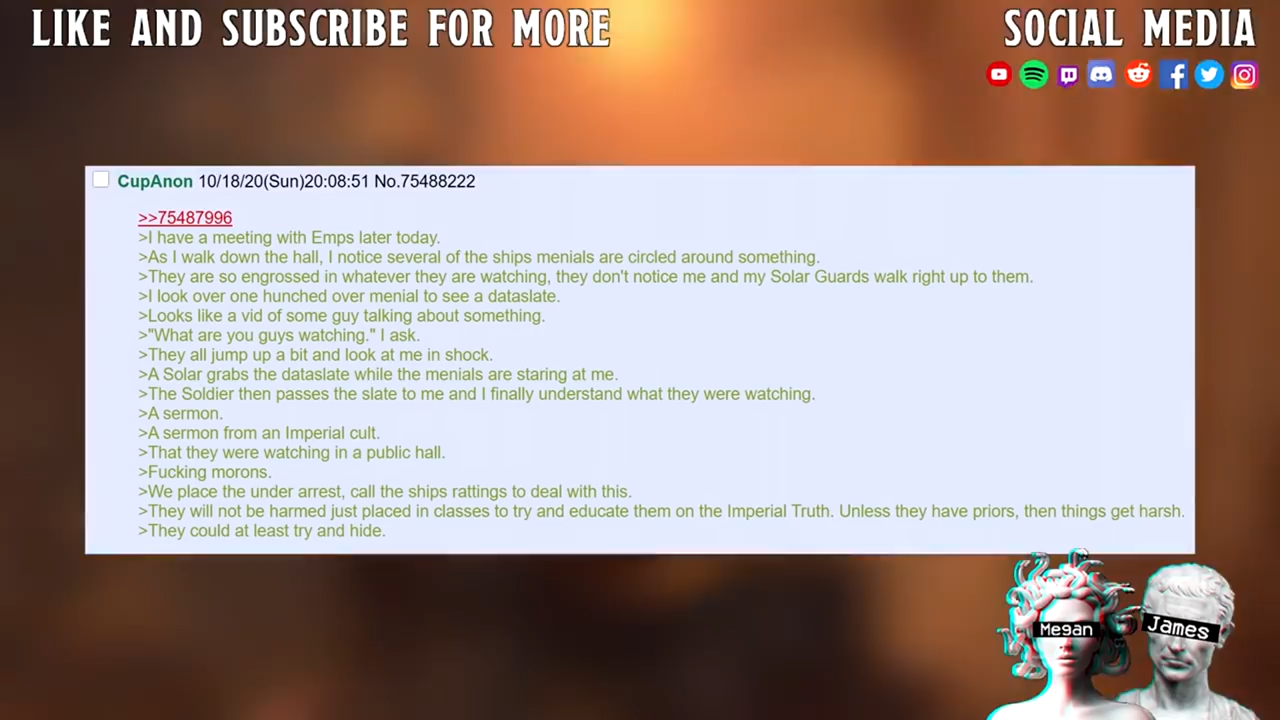 LIKE AND SUBSCRIBE FOR MORE
SOCIAL MEDIA
CupAnon 10/18/20(Sun)20:08:51 No.75488222
>>75487996
>I have a meeting with Emps later today.
>As I walk down the hall, I notice several of the ships menials are circled around something.
>They are so engrossed in whatever they are watching, they don't notice me and my Solar Guards walk right up to them.
>I look over one hunched over menial to see a dataslate.
>Looks like a vid of some guy talking about something.
>"What are you guys watching." I ask.
>They all jump up a bit and look at me in shock.
>A Solar grabs the dataslate while the menials are staring at me.
>The Soldier then passes the slate to me and I finally understand what they were watching.
>A sermon.
>A sermon from an Imperial cult.
>That they were watching in a public hall.
>Fucking morons.
>We place the under arrest, call the ships rattings to deal with this.
>They will not be harmed just placed in classes to try and educate them on the Imperial Truth. Unless they have priors, then things get harsh.
>They could at least try and hide.
Megan
James